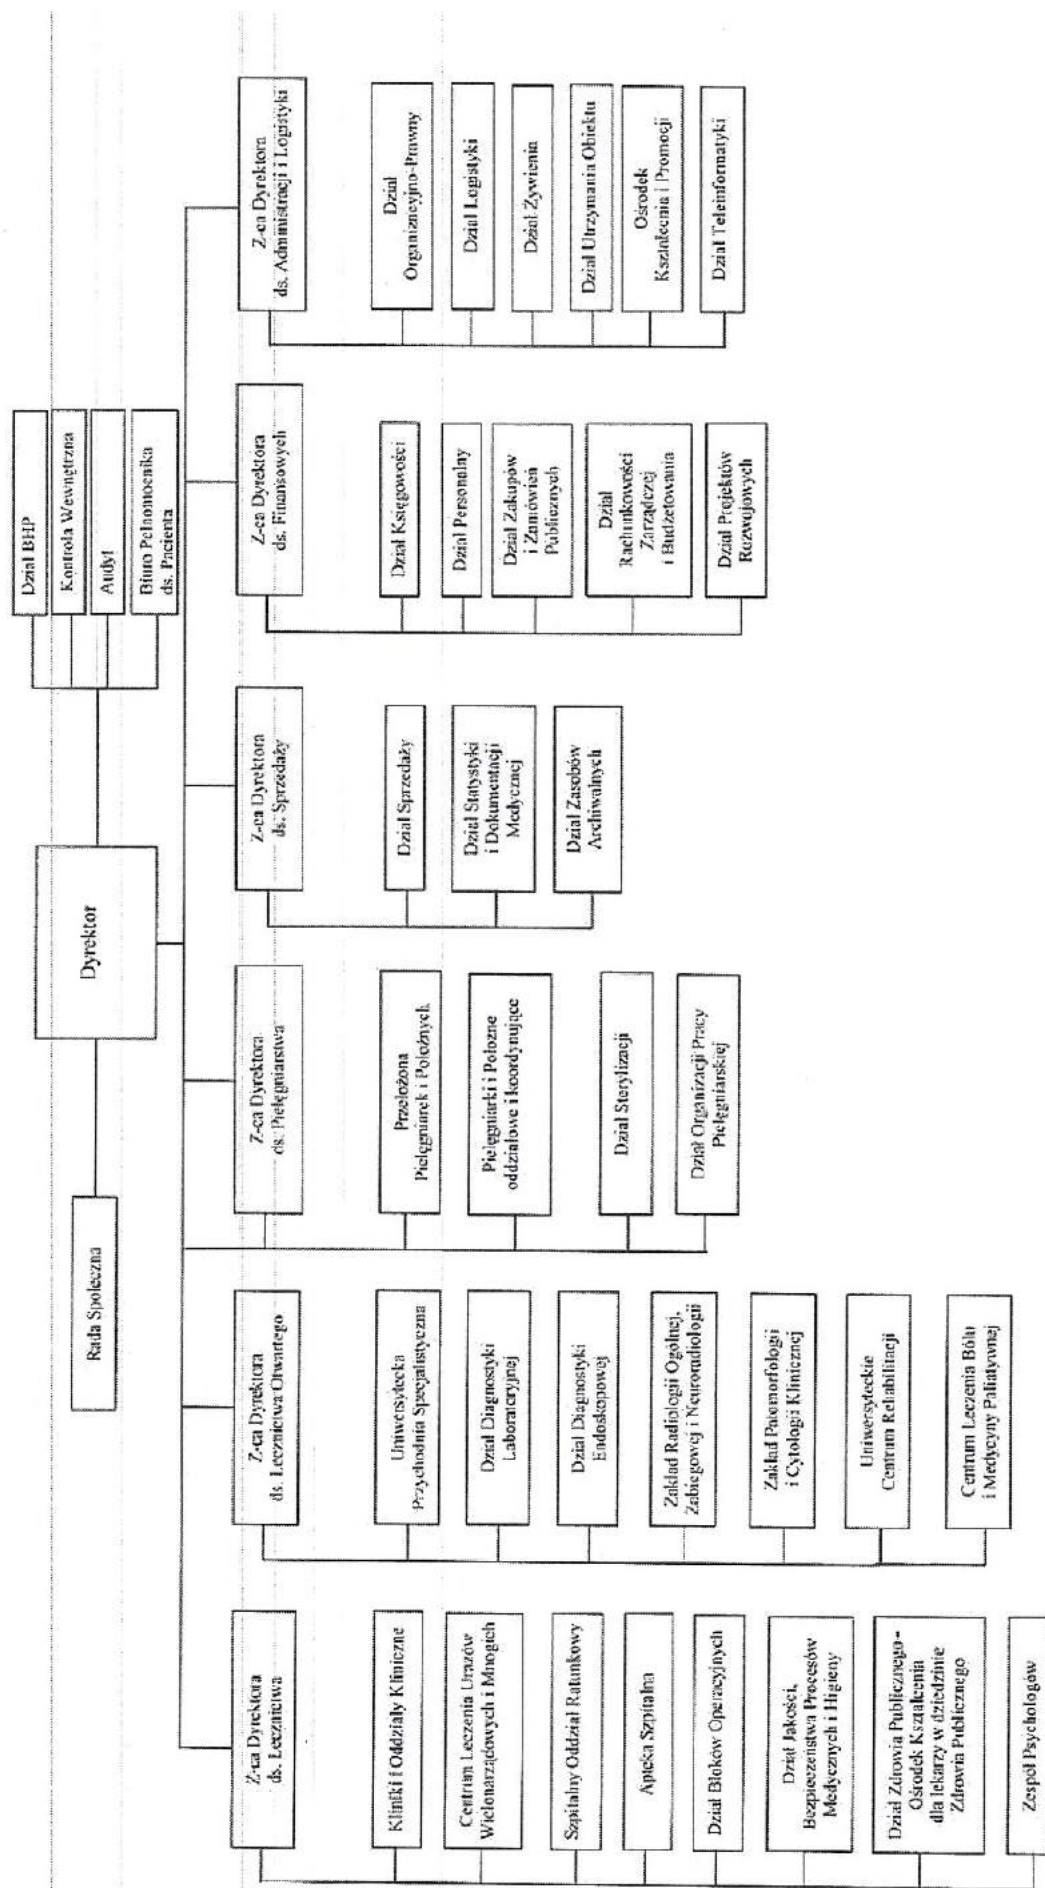 Dyrektor
Rada Społeczna
Dział BHP
Kontrola Wewnętrzna
Audyt
Biuro Pełnomocnika
ds. Pacjenta
Z-ca Dyrektora
ds. Lecznictwa
Kliniki i Oddziały Kliniczne
Centrum Leczenia Urazów
Wielonarządowych i Mnogich
Szpitalny Oddział Ratunkowy
Apteka Szpitalna
Dział Bloków Operacyjnych
Dział Jakości,
Bezpieczeństwa Procesów
Medycznych i Higieny
Dział Zdrowia Publicznego-
Ośrodek Kształcenia
dla lekarzy w dziedzinie
Zdrowia Publicznego
Zespół Psychologów
Z-ca Dyrektora
ds. Lecznictwa Otwartego
Uniwersytecka
Przychodnia Specjalistyczna
Dział Diagnostyki
Laboratoryjnej
Dział Diagnostyki
Endoskopowej
Zakład Radiologii Ogólnej,
Zabiegowej i Neuroradiologii
Zakład Patomorfologii
i Cytologii Klinicznej
Uniwersyteckie
Centrum Rehabilitacji
Centrum Leczenia Bólu
i Medycyny Paliatywnej
Z-ca Dyrektora
ds. Pielęgniarstwa
Przełożona
Pielęgniarek i Położnych
Pielęgniarki i Położne
oddziałowe i koordynujące
Dział Sterylizacji
Dział Organizacji Pracy
Pielęgniarskiej
Z-ca Dyrektora
ds. Sprzedaży
Dział Sprzedaży
Dział Statystyki
i Dokumentacji
Medycznej
Dział Zasobów
Archiwalnych
Z-ca Dyrektora
ds. Finansowych
Dział Księgowości
Dział Personalny
Dział Zakupów
i Zamówień
Publicznych
Dział
Rachunkowości
Zarządczej
i Budżetowania
Dział Projektów
Rozwojowych
Z-ca Dyrektora
ds. Administracji i Logistyki
Dział
Organizacyjno-Prawny
Dział Logistyki
Dział Żywienia
Dział Utrzymania Obiektu
Ośrodek
Kształcenia i Promocji
Dział Teleinformatyki